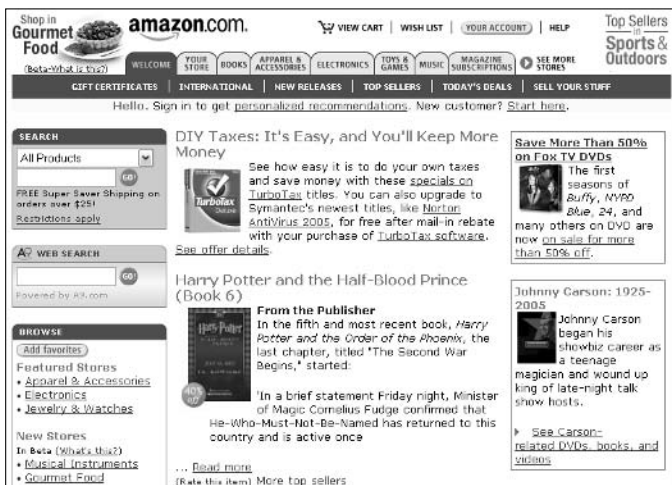 Shop in
Gourmet
Food
(Beta-What is this?)
amazon.com.
VIEW CART | WISH LIST | YOUR ACCOUNT | HELP
Top Sellers
in
Sports &
Outdoors
WELCOME
YOUR STORE
BOOKS
APPAREL & ACCESSORIES
ELECTRONICS
TOYS & GAMES
MUSIC
MAGAZINE SUBSCRIPTIONS
SEE MORE STORES
GIFT CERTIFICATES | INTERNATIONAL | NEW RELEASES | TOP SELLERS | TODAY'S DEALS | SELL YOUR STUFF
Hello. Sign in to get personalized recommendations. New customer? Start here.
SEARCH
All Products
GO!
FREE Super Saver Shipping on
orders over $25!
Restrictions apply
A9 WEB SEARCH
GO!
Powered by A9.com
BROWSE
Add favorites
Featured Stores
• Apparel & Accessories
• Electronics
• Jewelry & Watches
New Stores
In Beta (What's this?)
• Musical Instruments
• Gourmet Food
DIY Taxes: It's Easy, and You'll Keep More
Money
TurboTax
Deluxe
See how easy it is to do your own taxes
and save money with these specials on
TurboTax titles. You can also upgrade to
Symantec's newest titles, like Norton
AntiVirus 2005, for free after mail-in rebate
with your purchase of TurboTax software.
See offer details.
Harry Potter and the Half-Blood Prince
(Book 6)
Harry Potter
40%
off
From the Publisher
In the fifth and most recent book, Harry
Potter and the Order of the Phoenix, the
last chapter, titled "The Second War
Begins," started:
'In a brief statement Friday night, Minister
of Magic Cornelius Fudge confirmed that
He-Who-Must-Not-Be-Named has returned to this
country and is active once
... Read more
(Rate this item) More top sellers
Save More Than 50%
on Fox TV DVDs
The first
seasons of
Buffy, NYPD
Blue, 24, and
many others on DVD are
now on sale for more
than 50% off.
Johnny Carson: 1925-
2005
Johnny Carson
began his
showbiz career as
a teenage
magician and wound up
king of late-night talk
show hosts.
See Carson-
related DVDs, books, and
videos